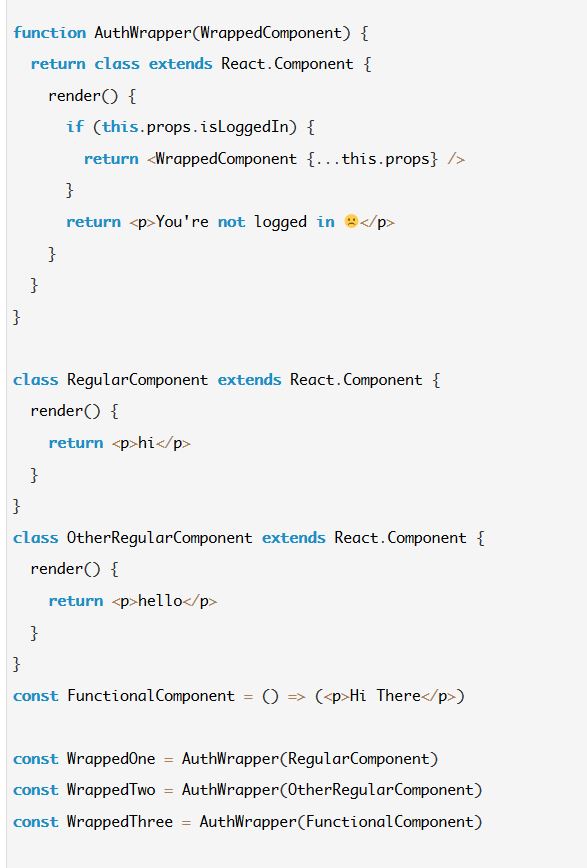 function AuthWrapper(WrappedComponent) {
  return class extends React.Component {
    render() {
      if (this.props.isLoggedIn) {
        return <WrappedComponent {...this.props} />
      }
      return <p>You're not logged in ☹️</p>
    }
  }
}

class RegularComponent extends React.Component {
  render() {
    return <p>hi</p>
  }
}
class OtherRegularComponent extends React.Component {
  render() {
    return <p>hello</p>
  }
}
const FunctionalComponent = () => (<p>Hi There</p>)

const WrappedOne = AuthWrapper(RegularComponent)
const WrappedTwo = AuthWrapper(OtherRegularComponent)
const WrappedThree = AuthWrapper(FunctionalComponent)